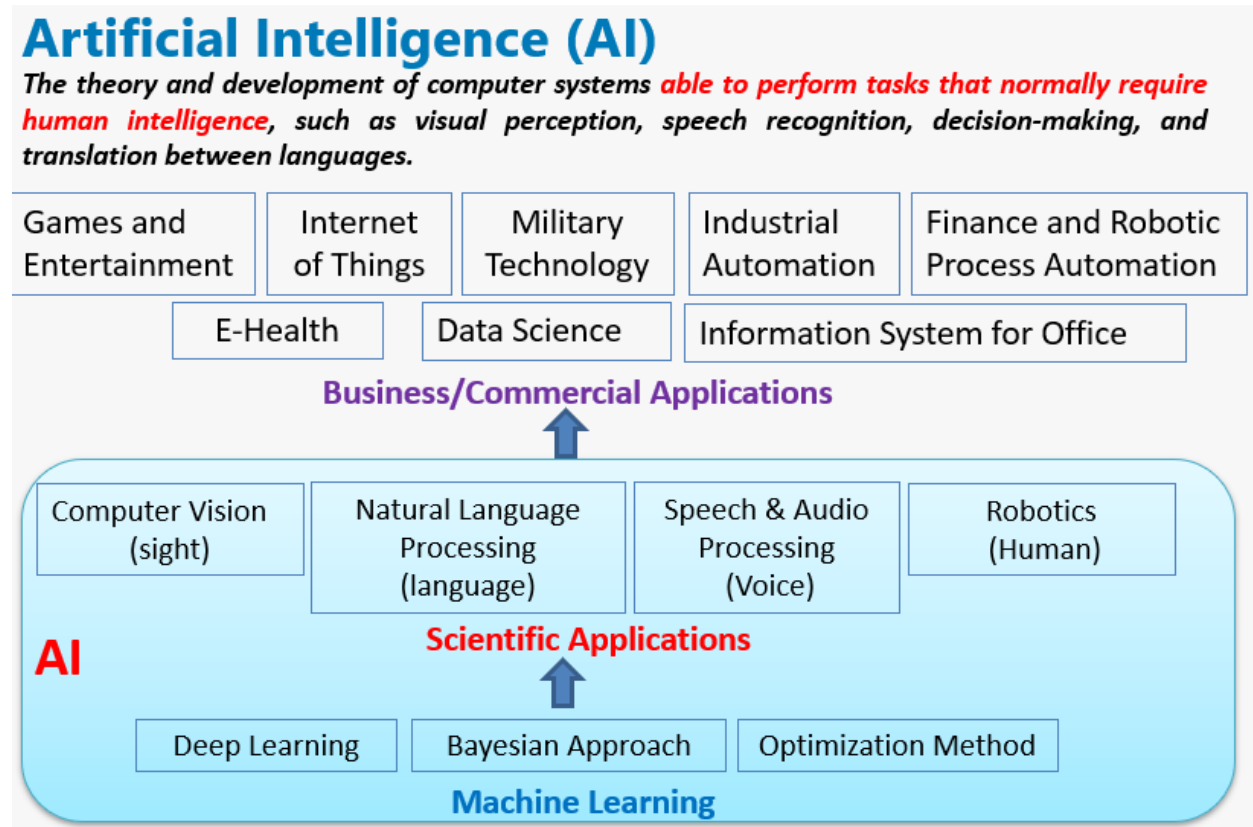 Artificial Intelligence (AI)
The theory and development of computer systems able to perform tasks that normally require
human intelligence, such as visual perception, speech recognition, decision-making, and
translation between languages.
Games and
Entertainment
Internet
of Things
Military
Technology
Industrial
Automation
Finance and Robotic
Process Automation
E-Health
Data Science
Information System for Office
Business/Commercial Applications
Computer Vision
(sight)
Natural Language
Processing
(language)
Speech & Audio
Processing
(Voice)
Robotics
(Human)
Scientific Applications
AI
Deep Learning
Bayesian Approach
Optimization Method
Machine Learning